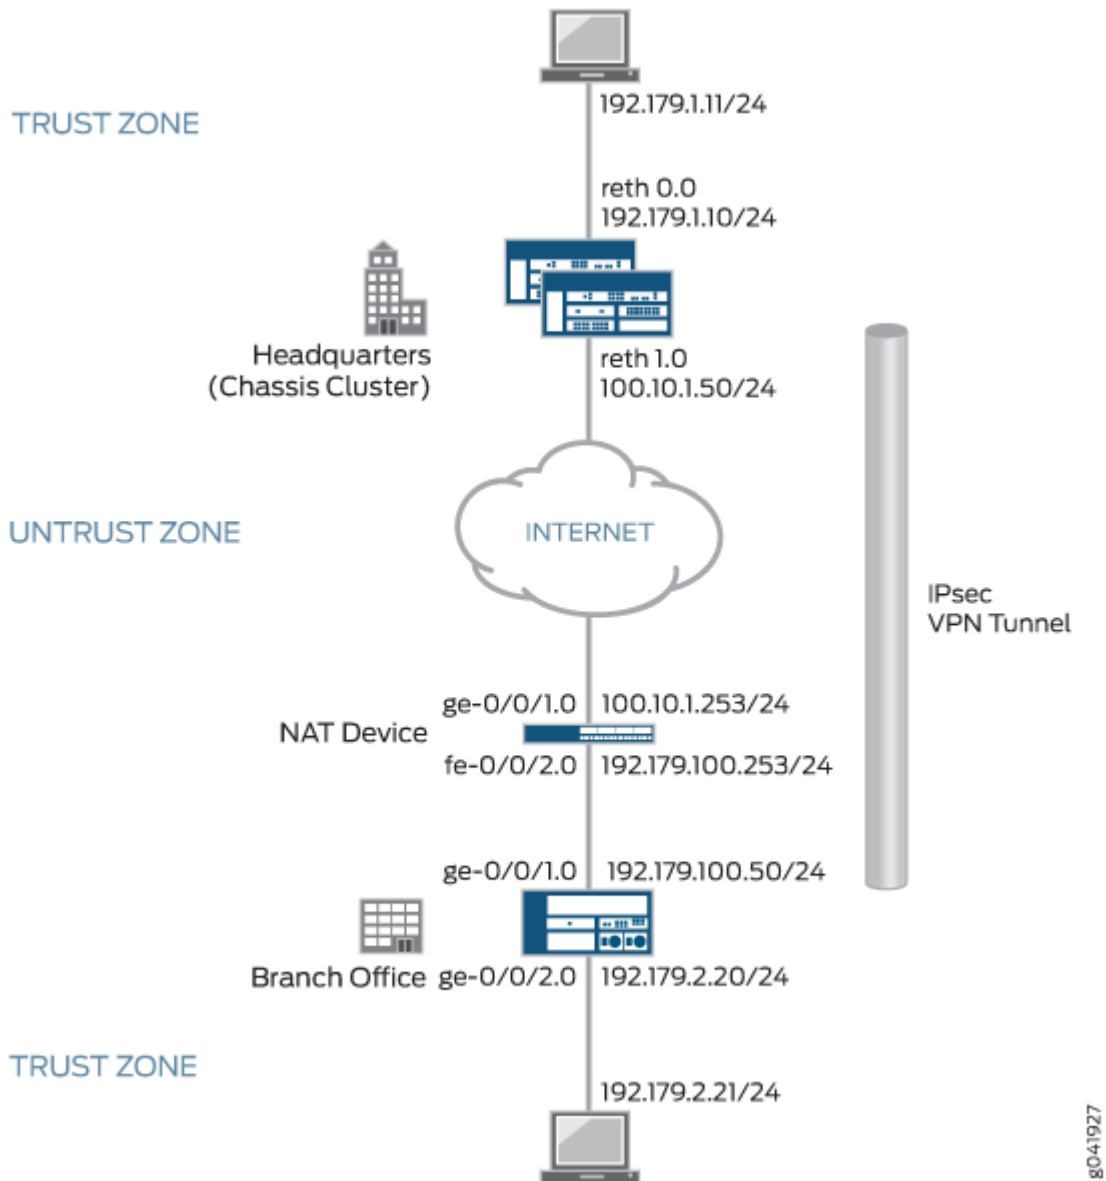 192.179.1.11/24
TRUST ZONE
reth 0.0
192.179.1.10/24
Headquarters
(Chassis Cluster)
reth 1.0
100.10.1.50/24
UNTRUST ZONE
INTERNET
IPsec
VPN Tunnel
ge-0/0/1.0 100.10.1.253/24
NAT Device
fe-0/0/2.0 192.179.100.253/24
ge-0/0/1.0 192.179.100.50/24
Branch Office ge-0/0/2.0 192.179.2.20/24
TRUST ZONE
192.179.2.21/24
g041927